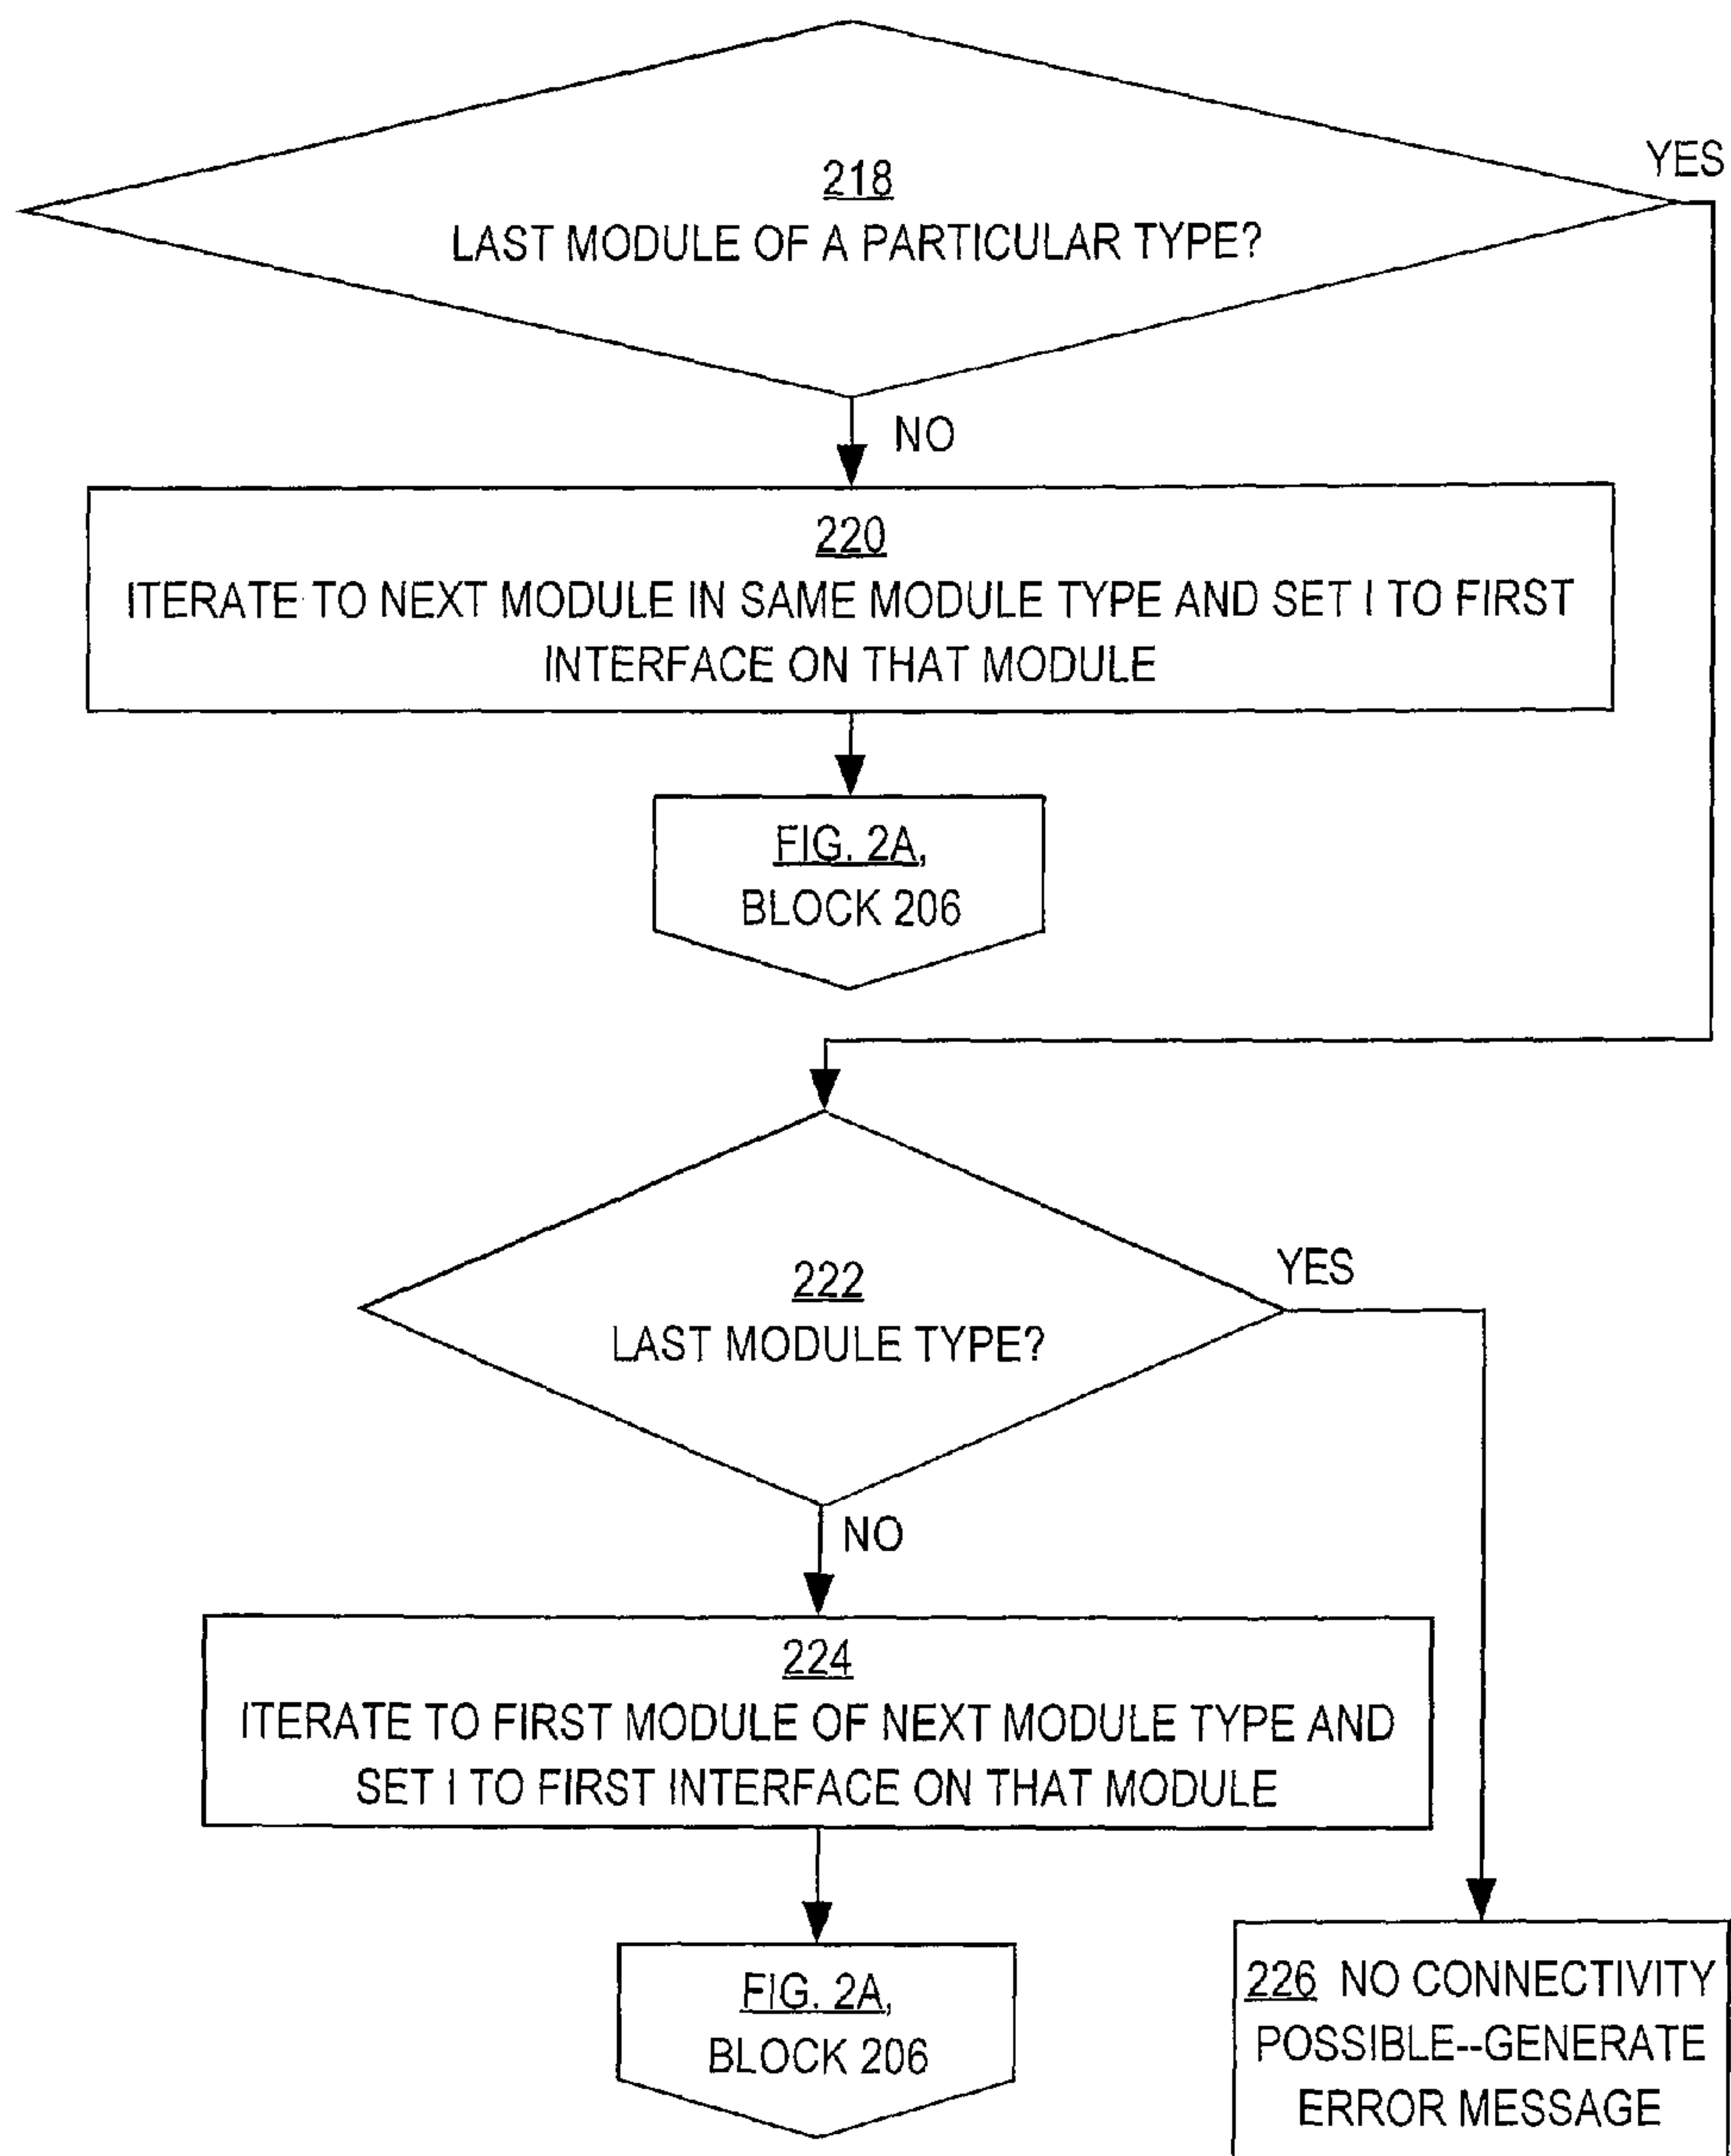 YES
218
LAST MODULE OF A PARTICULAR TYPE?
NO
220
ITERATE TO NEXT MODULE IN SAME MODULE TYPE AND SET I TO FIRST
INTERFACE ON THAT MODULE
FIG. 2A,
BLOCK 206
YES
222
LAST MODULE TYPE?
NO
224
ITERATE TO FIRST MODULE OF NEXT MODULE TYPE AND
SET I TO FIRST INTERFACE ON THAT MODULE
FIG. 2A,
BLOCK 206
226 NO CONNECTIVITY
POSSIBLE--GENERATE
ERROR MESSAGE